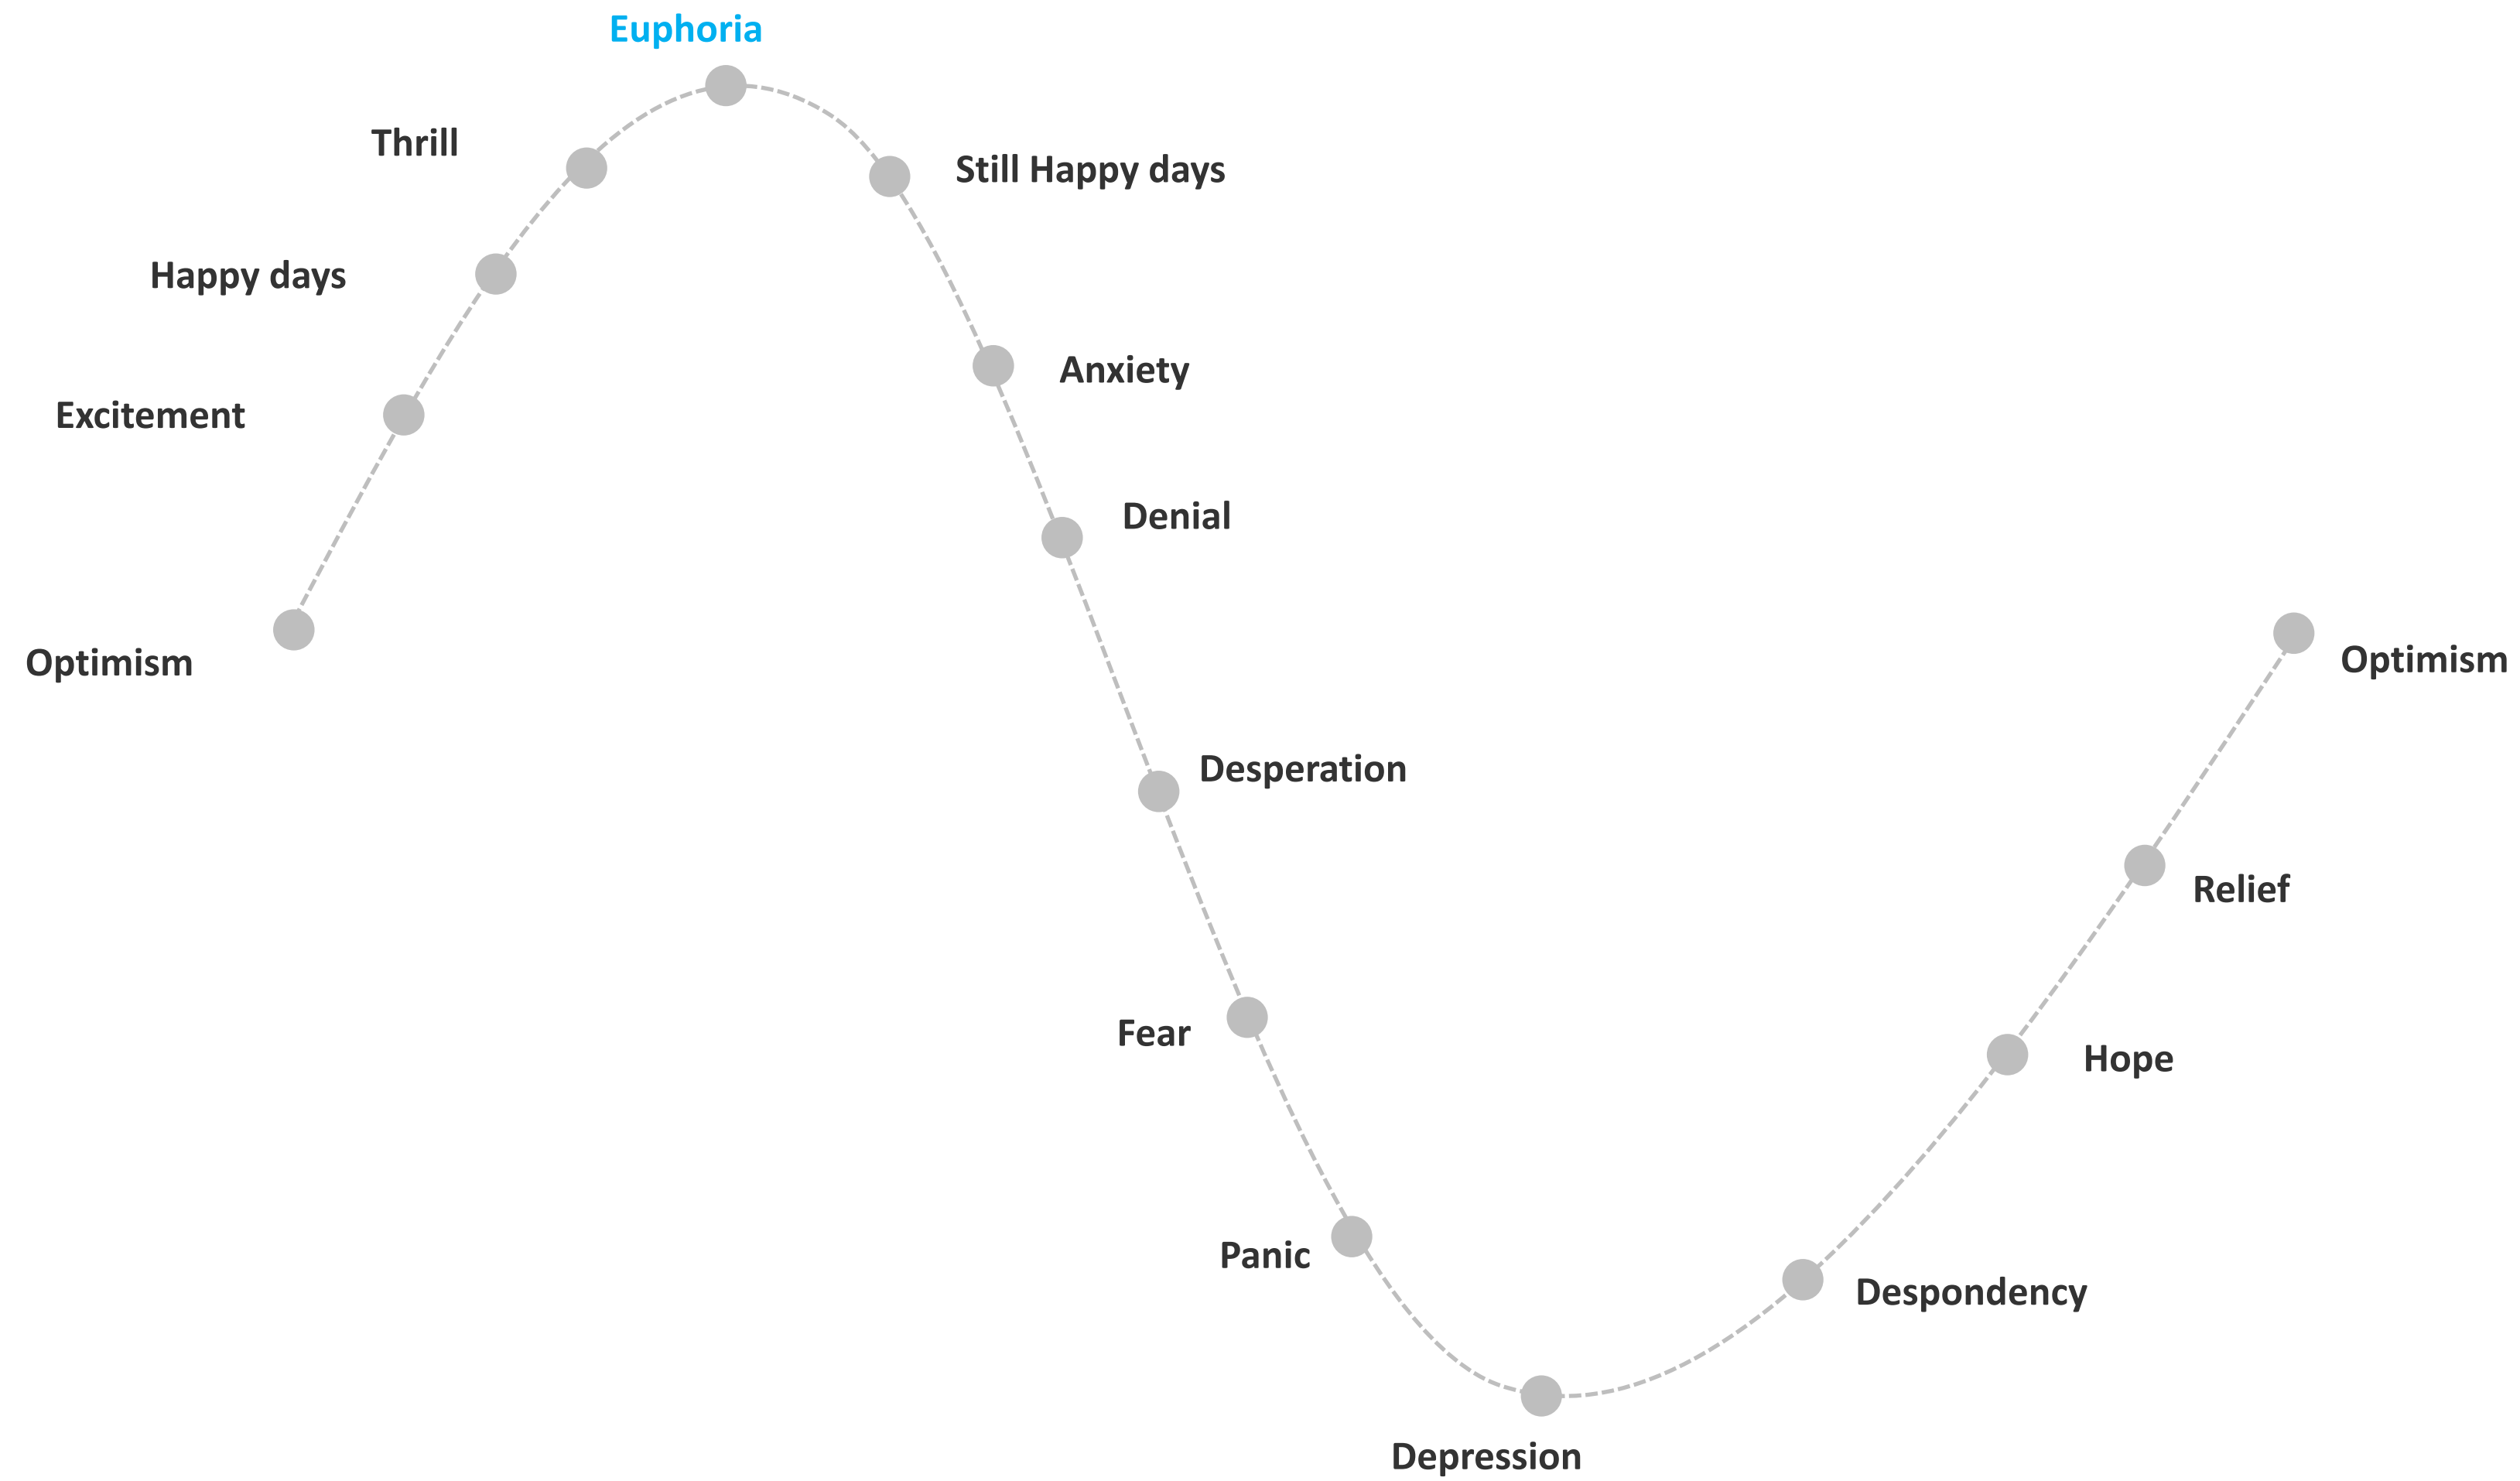 Euphoria
Thrill
Still Happy days
Happy days
Anxiety
Excitement
Denial
Optimism
Optimism
Desperation
Relief
Fear
Hope
Panic
Despondency
Depression